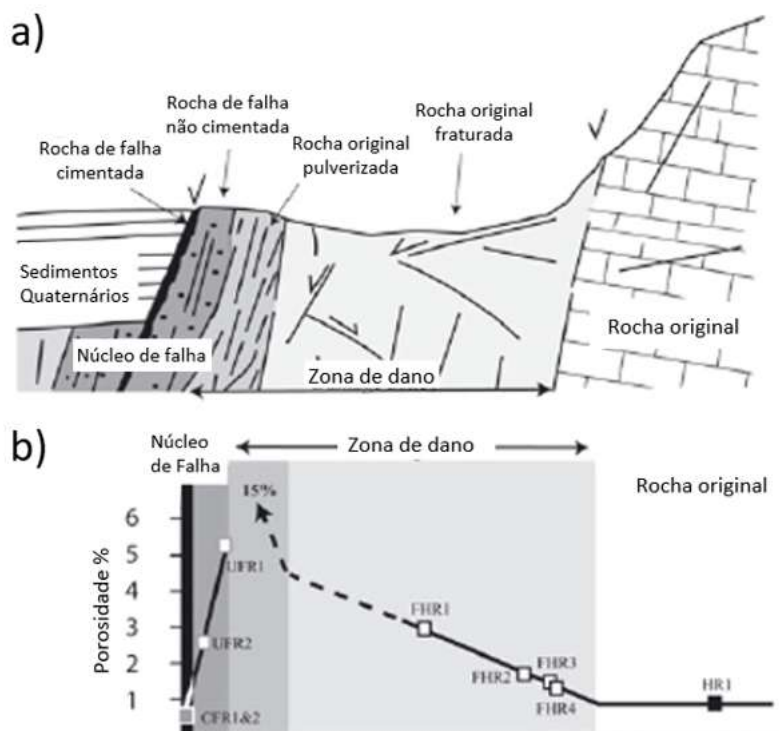 a)
Rocha de falha
não cimentada
Rocha de falha
cimentada
Rocha original
pulverizada
Rocha original
fraturada
Sedimentos
Quaternários
Núcleo de falha
Zona de dano
Rocha original
b)
Núcleo
de Falha
Zona de dano
Rocha original
Porosidade %
6
5
4
3
2
1
15%
UFR1
UFR2
CFR1&2
FHR1
FHR2
FHR3
FHR4
HR1